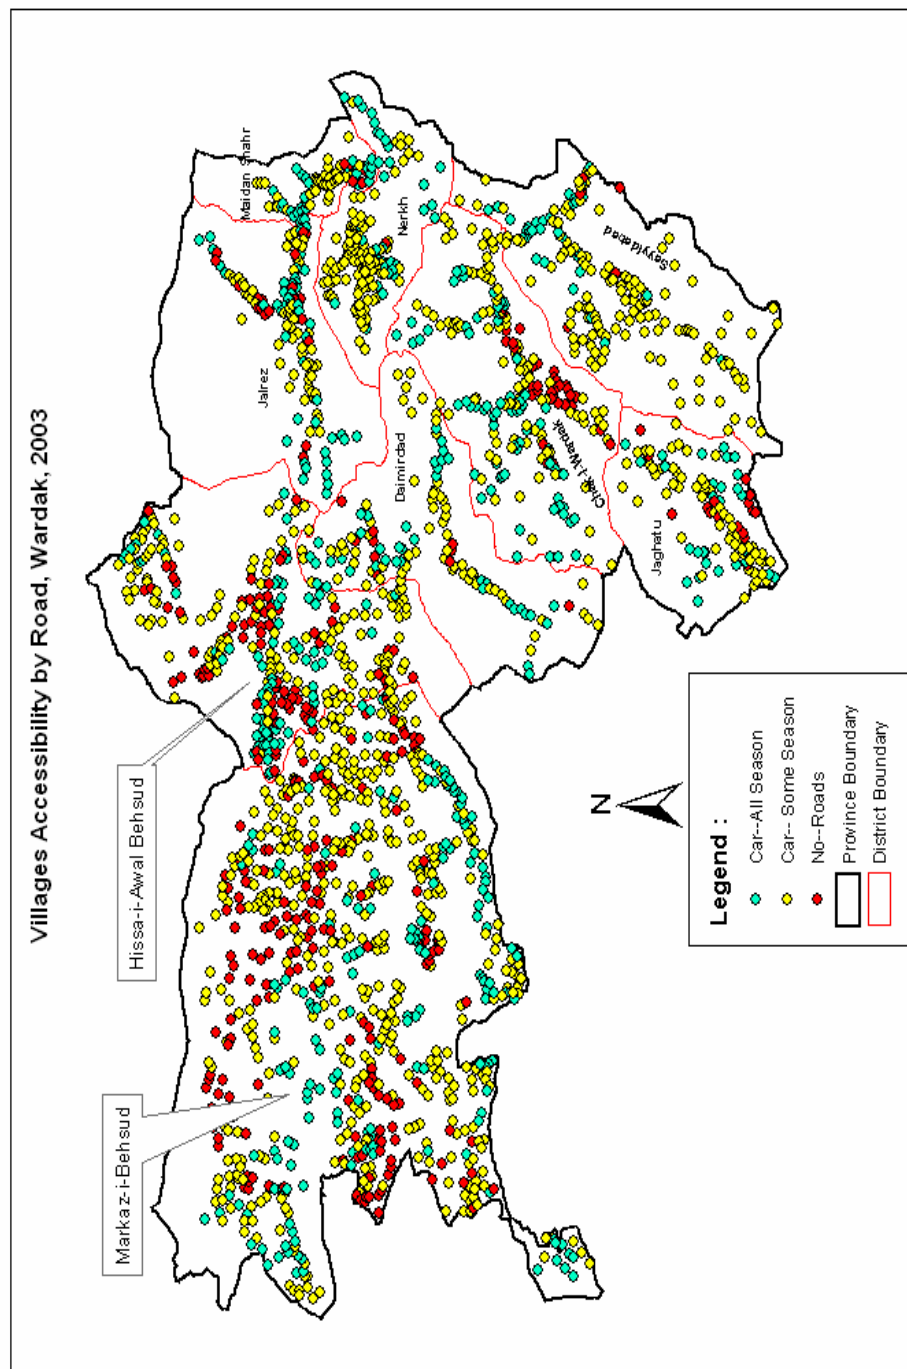 Villages Accessibility by Road, Wardak, 2003
Markaz-i-Behsud
Hissa-i-Awal Behsud
Jalrez
Maidan Shahr
Nerkh
Daimirdad
Chak-i-Wardak
Sayyidabad
Jaghatu
N
Legend :
Car--All Season
Car-- Some Season
No--Roads
Province Boundary
District Boundary